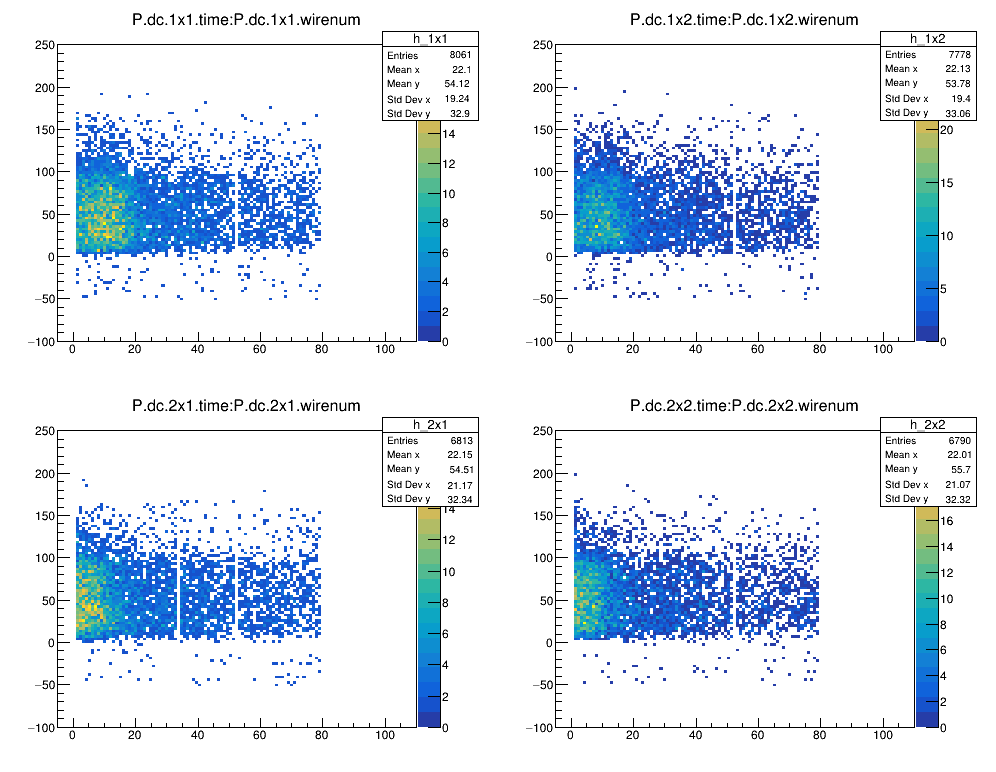 P.dc.1x1.time:P.dc.1x1.wirenum
h_1x1
Entries 8061
Mean x 22.1
Mean y 54.12
Std Dev x 19.24
Std Dev y 32.9
250
200
150
100
50
0
−50
−100
0 20 40 60 80 100
14
12
10
8
6
4
2
0
P.dc.1x2.time:P.dc.1x2.wirenum
h_1x2
Entries 7778
Mean x 22.13
Mean y 53.78
Std Dev x 19.4
Std Dev y 33.06
250
200
150
100
50
0
−50
−100
0 20 40 60 80 100
20
15
10
5
0
P.dc.2x1.time:P.dc.2x1.wirenum
h_2x1
Entries 6813
Mean x 22.15
Mean y 54.51
Std Dev x 21.17
Std Dev y 32.34
250
200
150
100
50
0
−50
−100
0 20 40 60 80 100
14
12
10
8
6
4
2
0
P.dc.2x2.time:P.dc.2x2.wirenum
h_2x2
Entries 6790
Mean x 22.01
Mean y 55.7
Std Dev x 21.07
Std Dev y 32.32
250
200
150
100
50
0
−50
−100
0 20 40 60 80 100
16
14
12
10
8
6
4
2
0